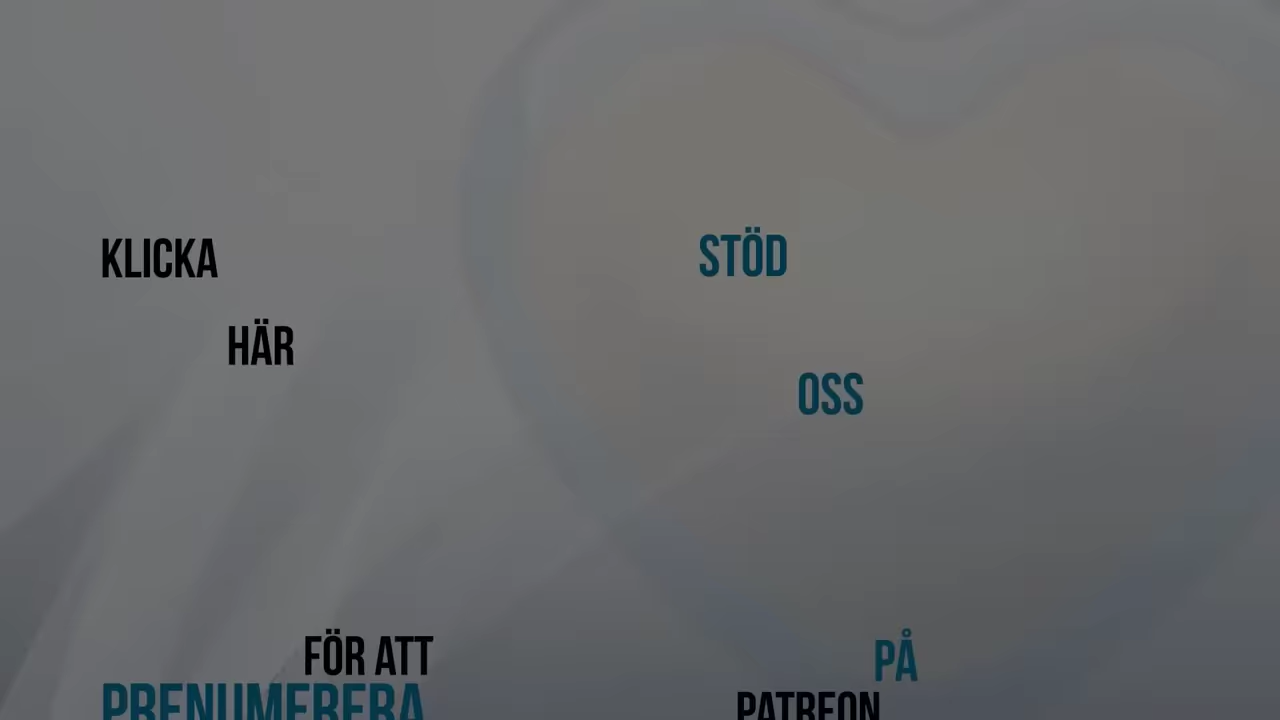 KLICKA
HÄR
FÖR ATT
PRENUMERERA
STÖD
OSS
PÅ
PATREON